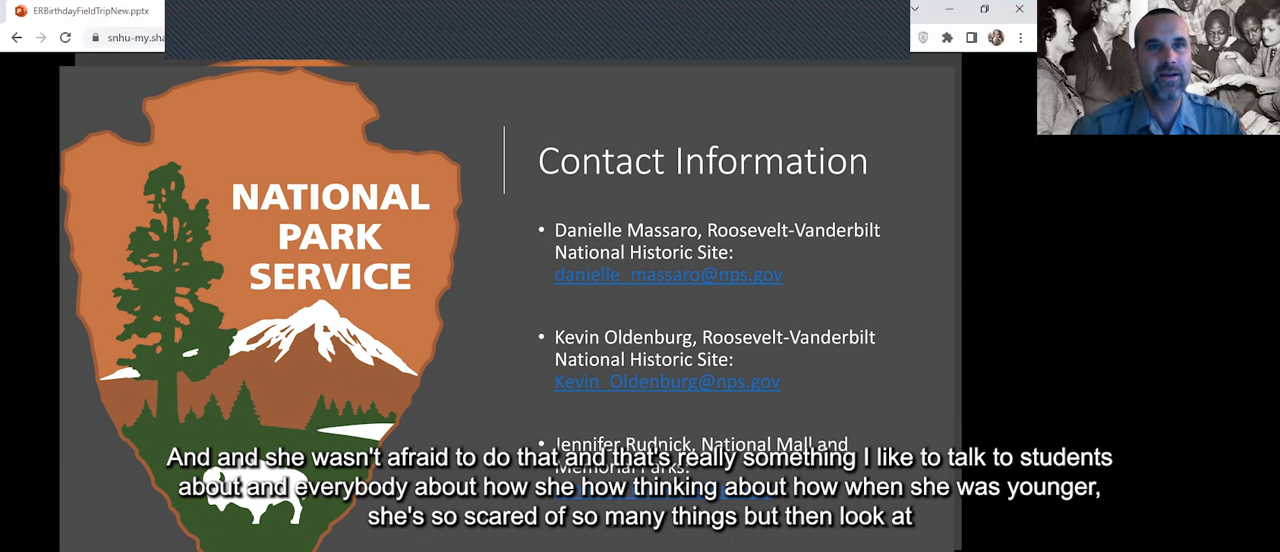 ERBirthdayFieldTripNew.pptx
snhu-my.sha
NATIONAL
PARK
SERVICE
Contact Information
• Danielle Massaro, Roosevelt-Vanderbilt
National Historic Site:
danielle_massaro@nps.gov
• Kevin Oldenburg, Roosevelt-Vanderbilt
National Historic Site:
Kevin_Oldenburg@nps.gov
• Jennifer Rudnick, National Mall and
Memorial Parks:
And and she wasn't afraid to do that and that's really something I like to talk to students
about and everybody about how she how thinking about how when she was younger,
she's so scared of so many things but then look at